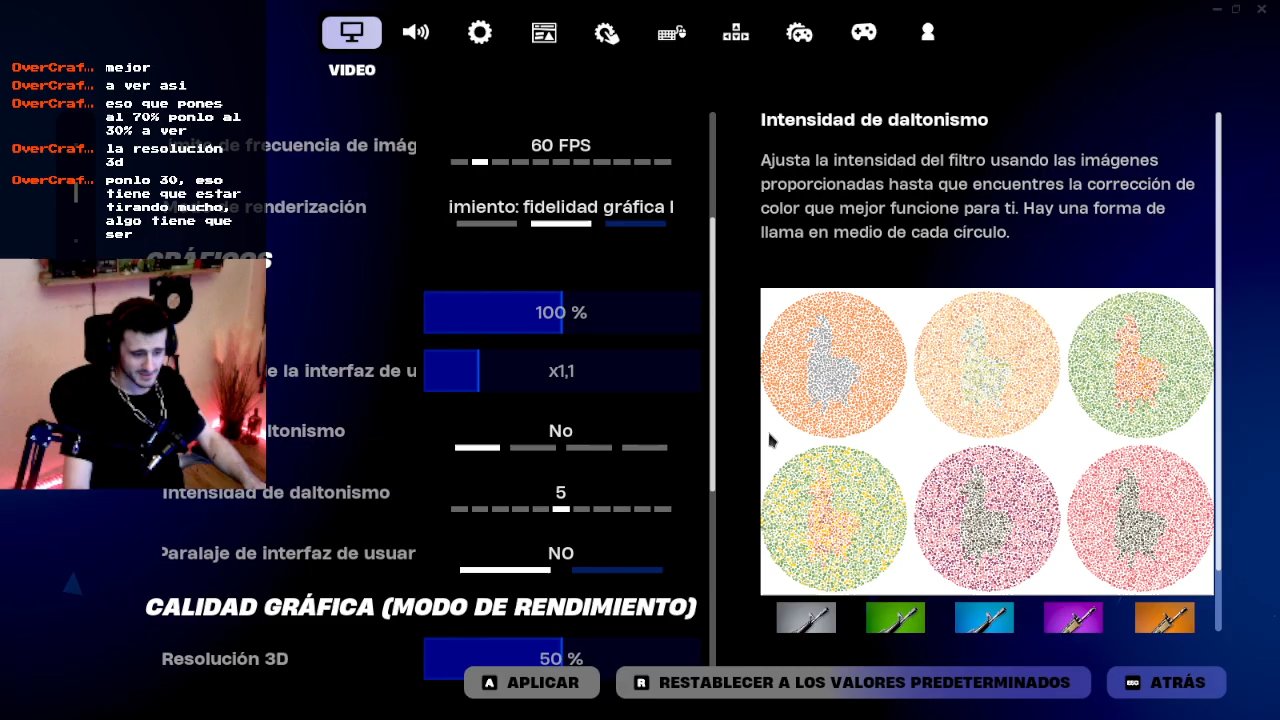 VIDEO
OverCraf… mejor
OverCraf… a ver asi
OverCraf… eso que pones
al 70% ponlo al
30% a ver
OverCraf… la resolución
3d
OverCraf… ponlo 30, eso
tiene que estar
tirando mucho,
algo tiene que
ser
de frecuencia de imág
60 FPS
renderización
imiento: fidelidad gráfica l
GRÁFICOS
100 %
e la interfaz de u
x1,1
ltonismo
No
Intensidad de daltonismo
5
Paralaje de interfaz de usuar
NO
CALIDAD GRÁFICA (MODO DE RENDIMIENTO)
Resolución 3D
50 %
Intensidad de daltonismo
Ajusta la intensidad del filtro usando las imágenes
proporcionadas hasta que encuentres la corrección de
color que mejor funcione para ti. Hay una forma de
llama en medio de cada círculo.
A APLICAR
R RESTABLECER A LOS VALORES PREDETERMINADOS
ESC ATRÁS